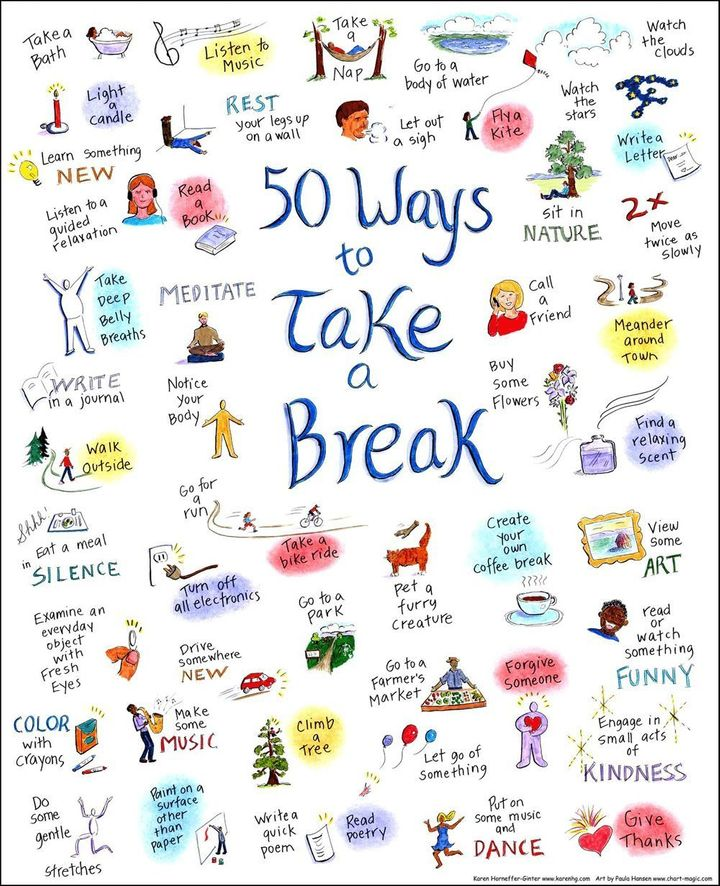 Take a
Bath
Listen to
Music
Take
a
Nap
Go to a
body of water
Watch
the
clouds
Light
a
candle
REST
your legs up
on a wall
Let out
a sigh
Fly a
Kite
Watch
the
stars
Write a
Letter
Dear
Learn something
NEW
Listen to a
guided
relaxation
Read
a
Book
50 Ways
to
Take
a
Break
sit in
NATURE
2x
Move
twice as
slowly
Take
Deep
Belly
Breaths
MEDITATE
Call
a
Friend
Meander
around
Town
WRITE
in a journal
Notice
Your
Body
Buy
some
Flowers
Find a
relaxing
scent
Walk
Outside
Go for
a
run
Take a
bike ride
Shhh!
Eat a meal
in
SILENCE
Turn off
all electronics
Pet a
furry
creature
Create
your
own
coffee break
View
some
ART
Examine an
everyday
object
with
Fresh
Eyes
Drive
somewhere
NEW
Go to a
PARK
Go to a
Farmer's
Market
Forgive
Someone
read
or
watch
something
FUNNY
COLOR
with
crayons
Make
some
MUSIC
Climb
a
Tree
Let go of
something
Engage in
small acts
of
KINDNESS
Do
some
gentle
stretches
Paint on a
surface
other
than
paper
Write a
quick
poem
Read
poetry
Put on
some music
and
DANCE
Give
Thanks
Karen Horneffer-Ginter www.karenhg.com Art by Paula Hansen www.chart-magic.com